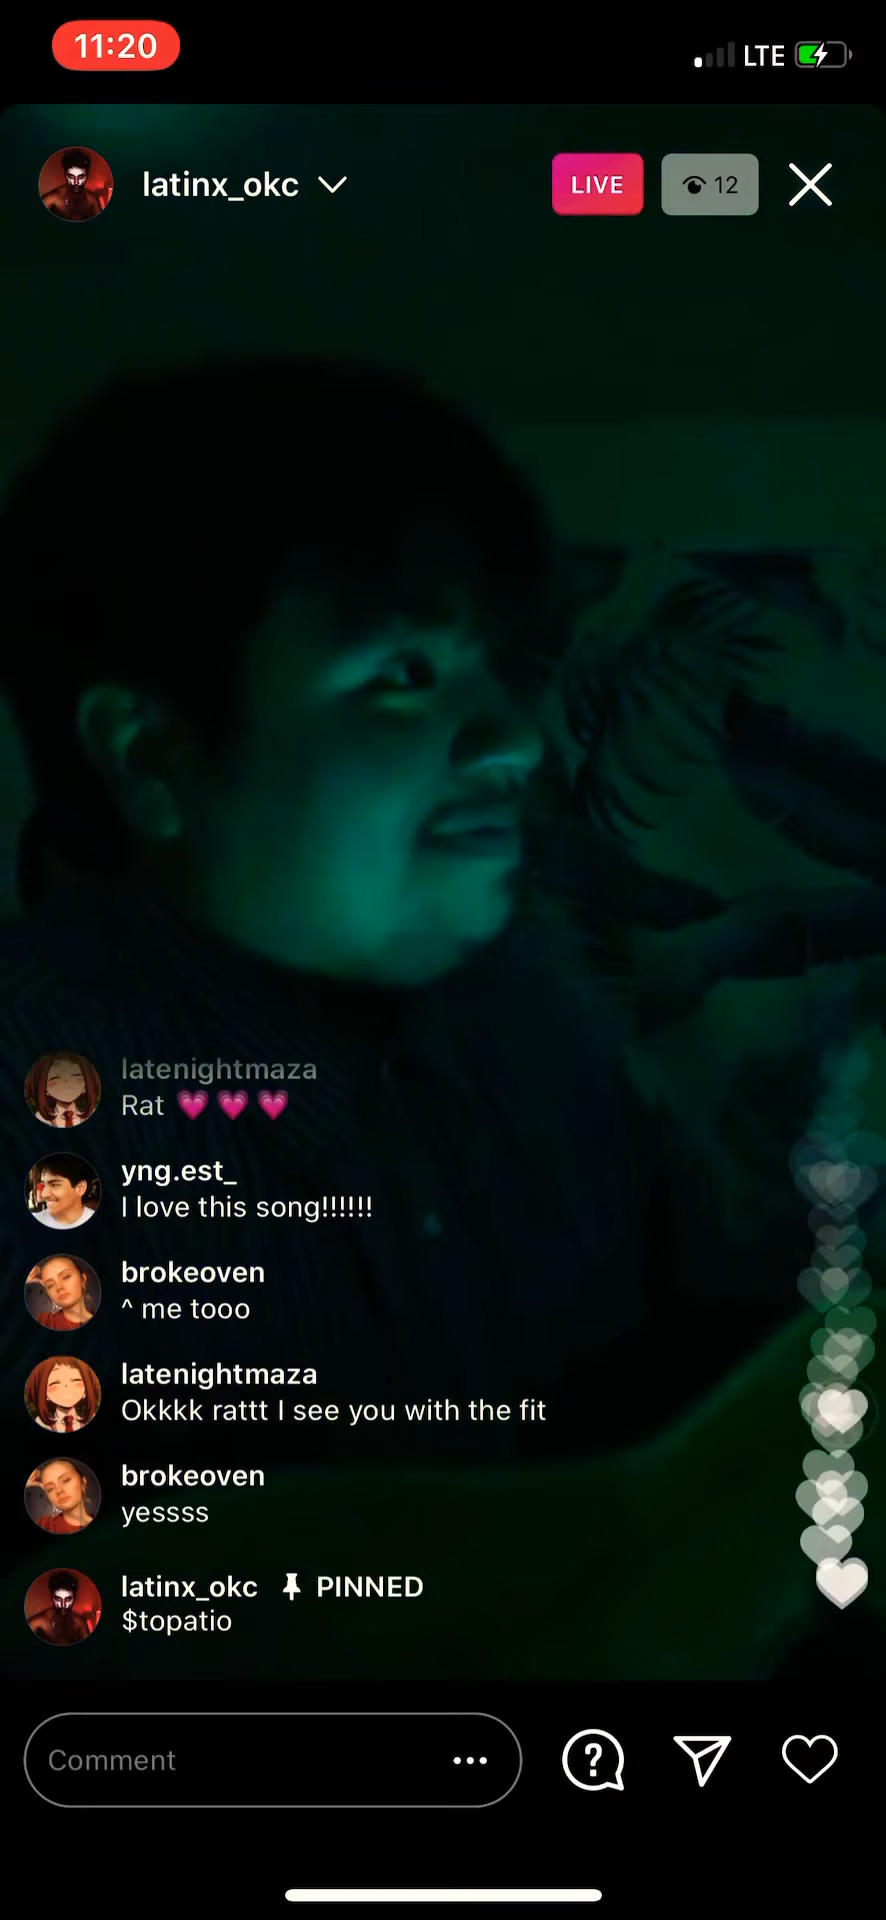 11:20
LTE
latinx_okc
LIVE
12
latenightmaza
Rat 💗💗💗
yng.est_
I love this song!!!!!!
brokeoven
^ me tooo
latenightmaza
Okkkk rattt I see you with the fit
brokeoven
yessss
latinx_okc PINNED
$topatio
Comment